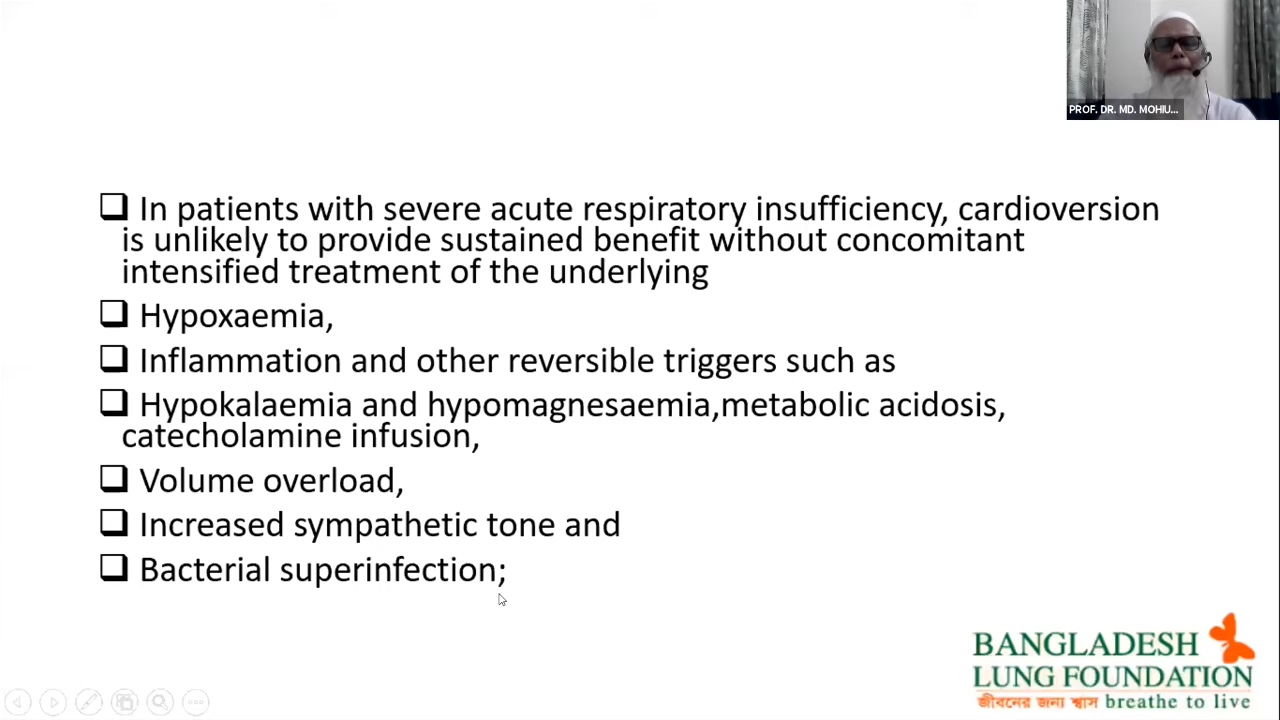 PROF. DR. MD. MOHIU...
In patients with severe acute respiratory insufficiency, cardioversion
is unlikely to provide sustained benefit without concomitant
intensified treatment of the underlying
Hypoxaemia,
Inflammation and other reversible triggers such as
Hypokalaemia and hypomagnesaemia,metabolic acidosis,
catecholamine infusion,
Volume overload,
Increased sympathetic tone and
Bacterial superinfection;
BANGLADESH
LUNG FOUNDATION
জীবনের জন্য শ্বাস breathe to live